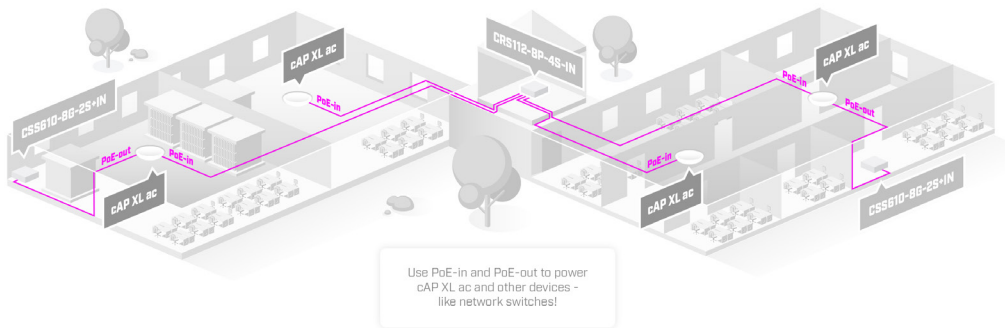 CSS610-8G-2S+IN
cAP XL ac
PoE-in
PoE-out
PoE-in
cAP XL ac
CRS112-8P-4S-IN
cAP XL ac
PoE-in
PoE-out
PoE-in
cAP XL ac
CSS610-8G-2S+IN
Use PoE-in and PoE-out to power
cAP XL ac and other devices -
like network switches!